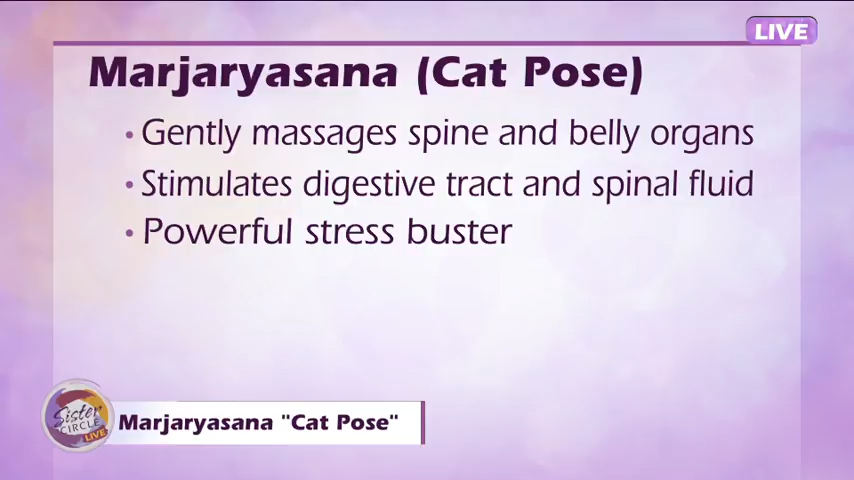 LIVE
Marjaryasana (Cat Pose)
• Gently massages spine and belly organs
• Stimulates digestive tract and spinal fluid
• Powerful stress buster
Sister
CIRCLE
LIVE
Marjaryasana "Cat Pose"